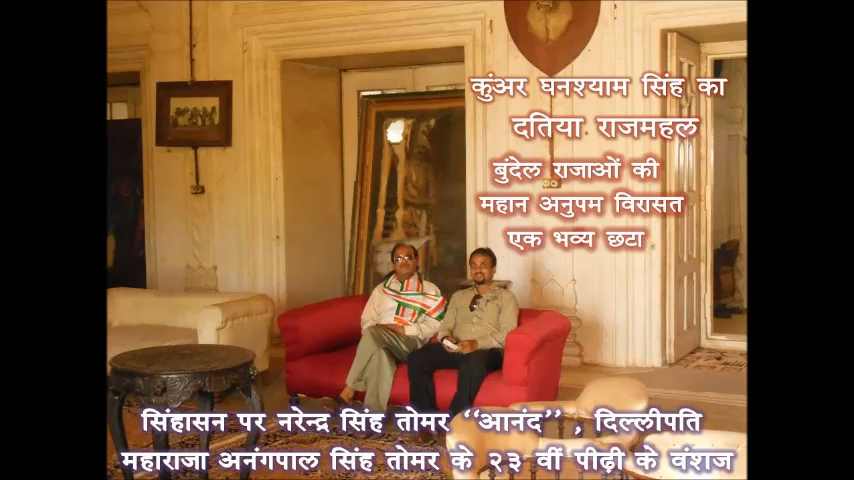 कुंअर घनश्याम सिंह का
दतिया राजमहल
बुंदेल राजाओं की
महान अनुपम विरासत
एक भव्य छटा
सिंहासन पर नरेन्द्र सिंह तोमर ‘‘आनंद’’ , दिल्लीपति
महाराजा अनंगपाल सिंह तोमर के २३ वीं पीढ़ी के वंशज